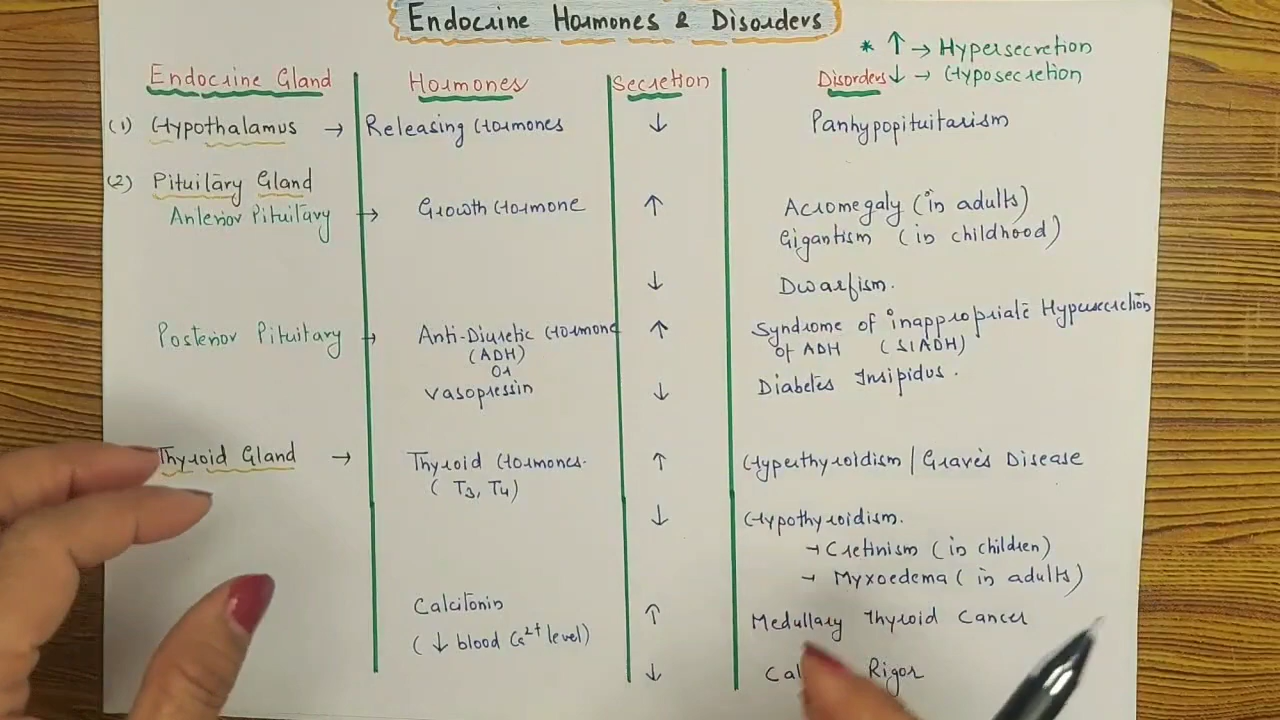 Endocrine Hormones & Disorders
* ↑ → Hypersecretion
↓ → Hyposecretion
Endocrine Gland Hormones Secretion Disorders
(1) Hypothalamus → Releasing Hormones ↓ Panhypopituitarism
(2) Pituitary Gland
Anterior Pituitary → Growth Hormone ↑ Acromegaly (in adults)
Gigantism (in childhood)
↓ Dwarfism.
Posterior Pituitary → Anti-Diuretic Hormone ↑ Syndrome of inappropriate Hypersecretion
(ADH) of ADH (SIADH)
Or
Vasopressin ↓ Diabetes Insipidus.
Thyroid Gland → Thyroid Hormones. ↑ Hyperthyroidism | Graves Disease
(T3, T4)
↓ Hypothyroidism.
→ Cretinism (in children)
→ Myxoedema (in adults)
Calcitonin ↑ Medullary Thyroid Cancer
(↓ blood Ca²⁺ level)
↓ Rigor